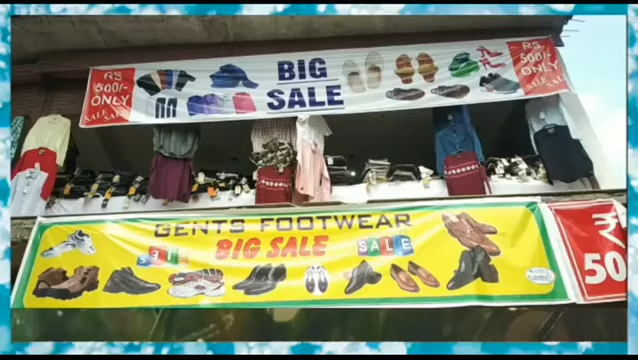 RS
500/-
ONLY
SALE SALE
BIG
SALE
RS
500/-
ONLY
SALE SALE
GENTS FOOTWEAR
BIG SALE
Sale
SALE
₹
50